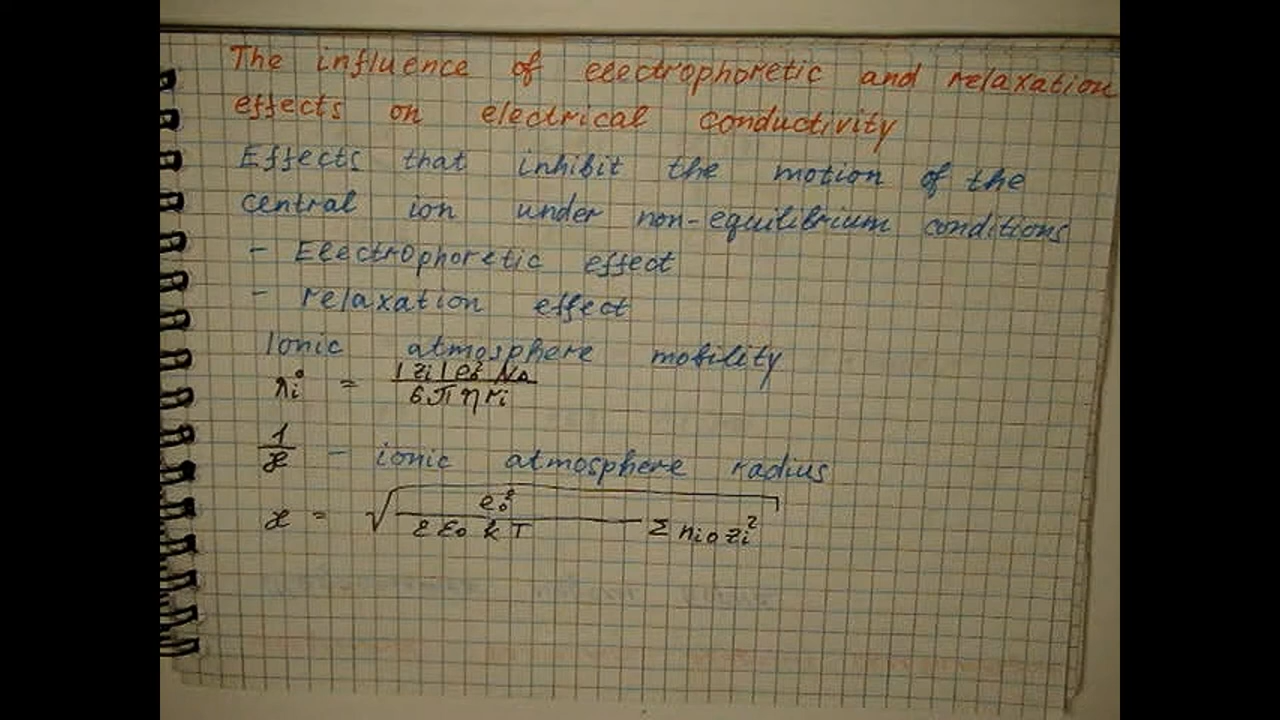 The influence of electrophoretic and relaxation
effects on electrical conductivity
Effects that inhibit the motion of the
central ion under non-equilibrium conditions
- Electrophoretic effect
- relaxation effect
Ionic atmosphere mobility
λi⁰ = |zi| e₀² NA / 6πηri
1/æ - ionic atmosphere radius
æ = √(e₀² / εε₀kT Σ ni₀ zi²)